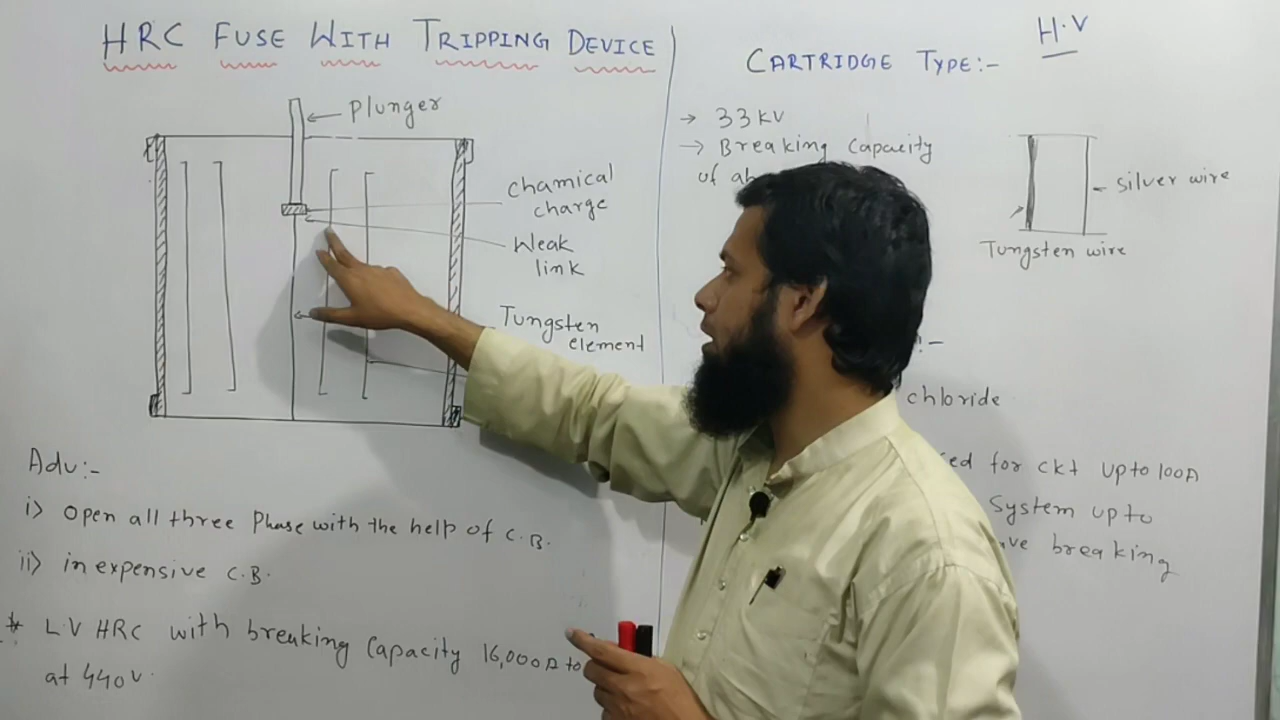 HRC FUSE WITH TRIPPING DEVICE
Plunger
chamical
charge
Weak
link
Tungsten
element
Adv:-
i> open all three Phase with the help of C.B.
ii> inexpensive C.B.
* L.V HRC with breaking Capacity 16,000A to
at 440V.
H.V
CARTRIDGE TYPE:-
→ 33KV
→ Breaking Capacity
of
silver wire
Tungsten wire
:-
chloride
for ckt upto 100A
System upto
breaking